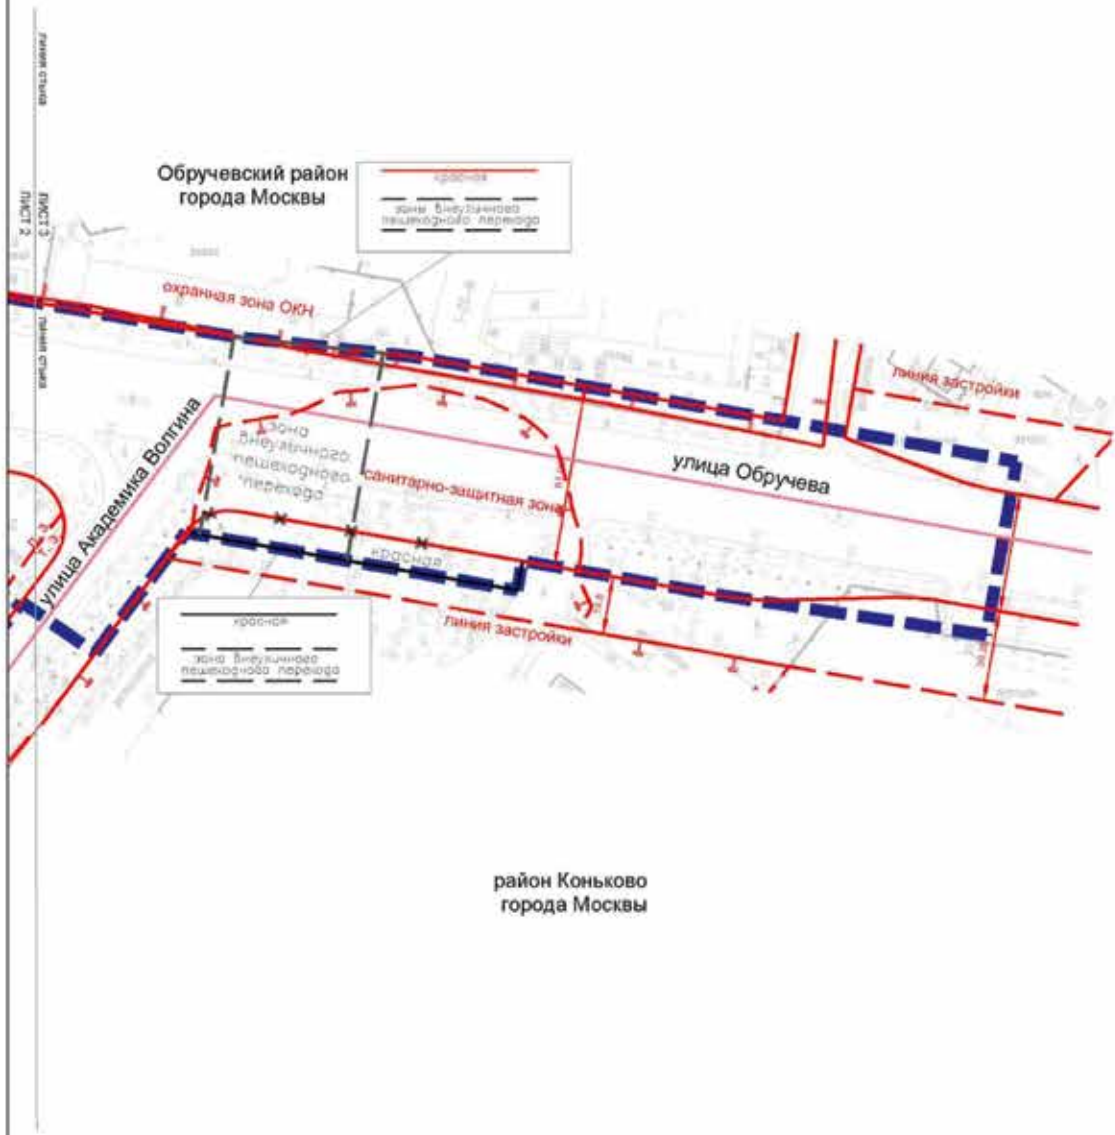 линия стыка
ЛИСТ 2
ЛИСТ 3
линия стыка
Обручевский район
города Москвы
красная
зоны внеуличного
пешеходного перехода
охранная зона ОКН
линия застройки
улица Академика Волгина
зона
внеуличного
пешеходного
перехода
санитарно-защитная зона
улица Обручева
красная
линия застройки
красная
зона внеуличного
пешеходного перехода
район Коньково
города Москвы